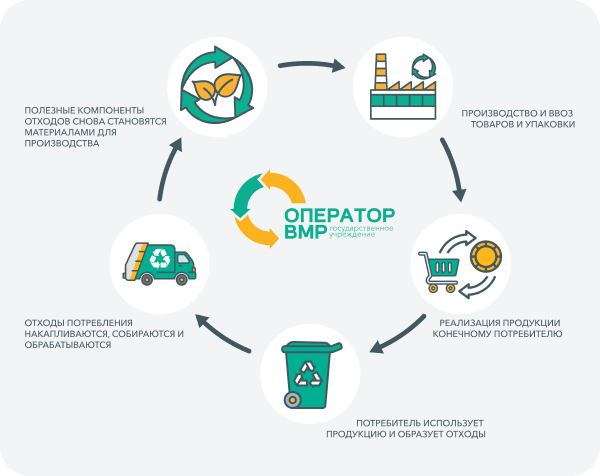 ПОЛЕЗНЫЕ КОМПОНЕНТЫ
ОТХОДОВ СНОВА СТАНОВЯТСЯ
МАТЕРИАЛАМИ ДЛЯ
ПРОИЗВОДСТВА
ПРОИЗВОДСТВО И ВВОЗ
ТОВАРОВ И УПАКОВКИ
ОПЕРАТОР
ВМР государственное
учреждение
ОТХОДЫ ПОТРЕБЛЕНИЯ
НАКАПЛИВАЮТСЯ, СОБИРАЮТСЯ И
ОБРАБАТЫВАЮТСЯ
РЕАЛИЗАЦИЯ ПРОДУКЦИИ
КОНЕЧНОМУ ПОТРЕБИТЕЛЮ
ПОТРЕБИТЕЛЬ ИСПОЛЬЗУЕТ
ПРОДУКЦИЮ И ОБРАЗУЕТ ОТХОДЫ